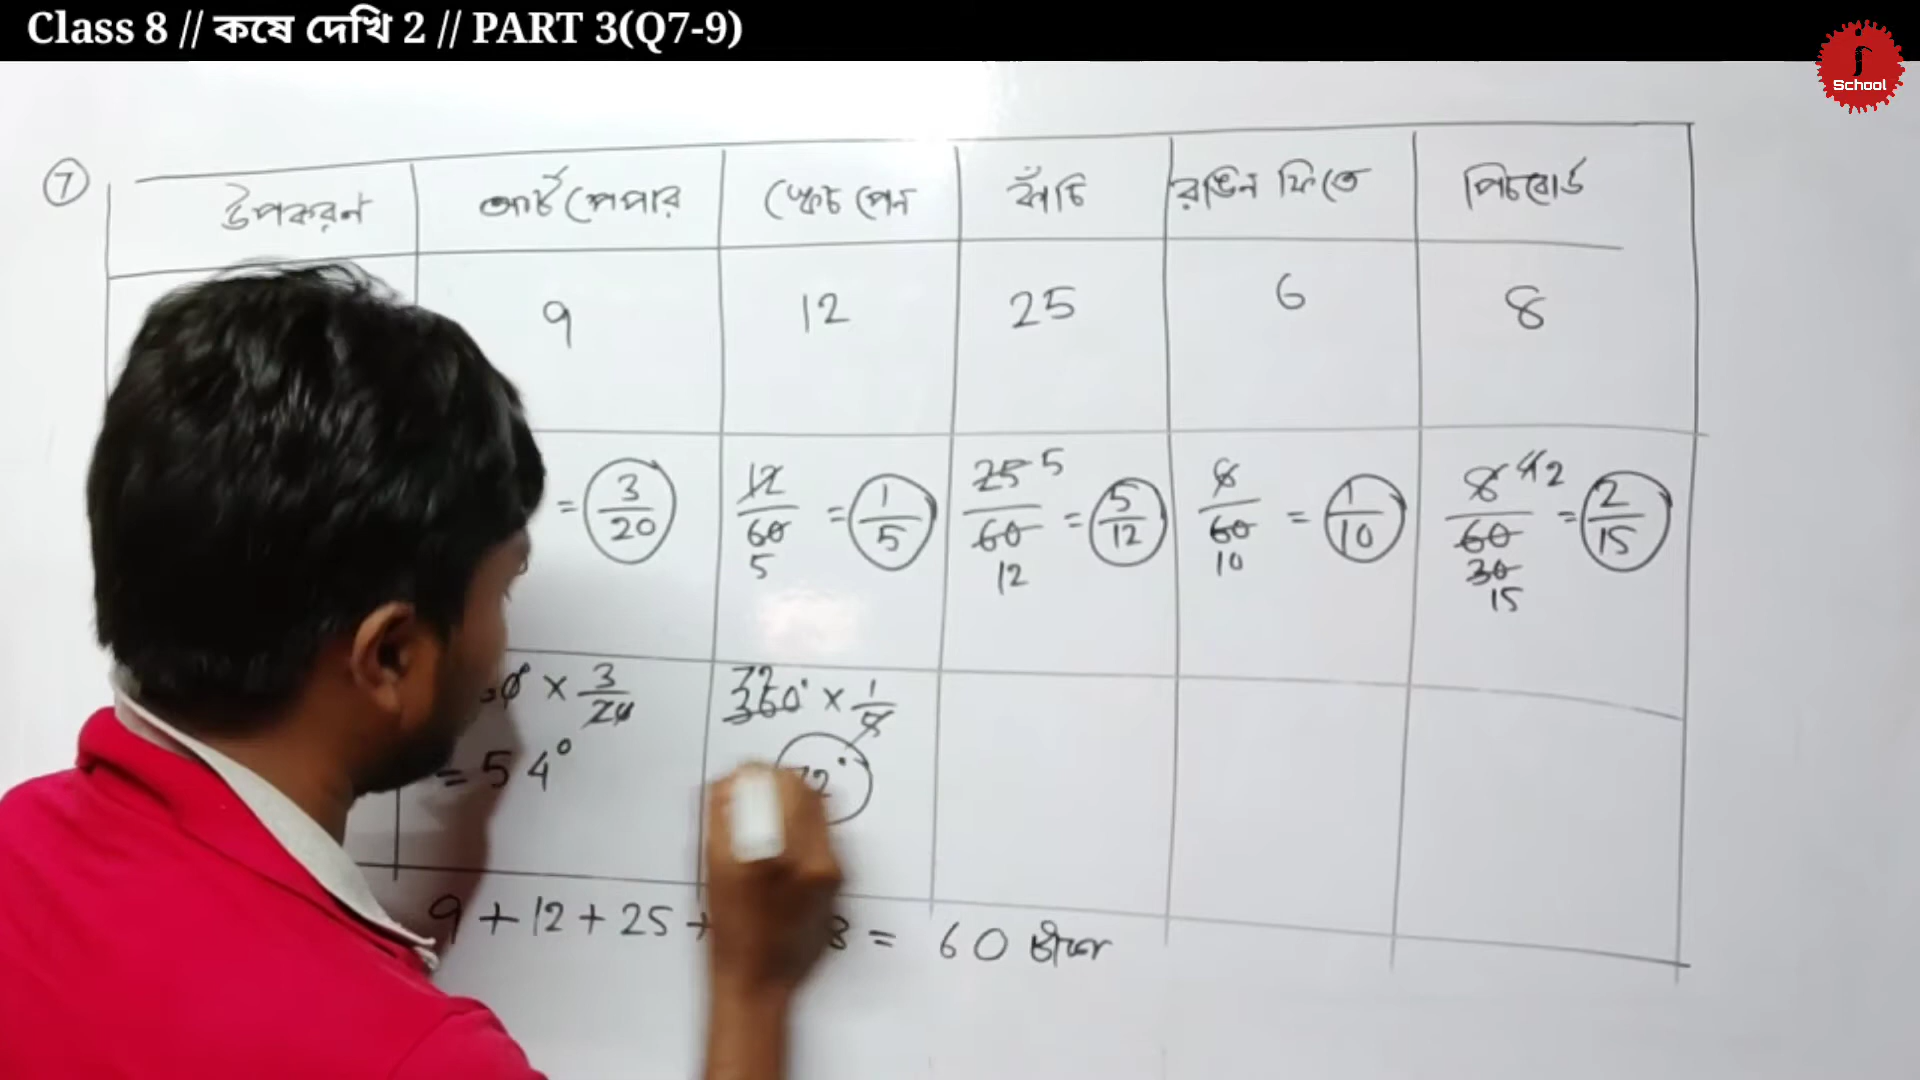 Class 8 // কষে দেখি 2 // PART 3(Q7-9)
School
7
উপকরণ আর্ট পেপার স্কেচ পেন কাঁচি রঙিন ফিতে পিচবোর্ড
9 12 25 6 8
= 3/20 12/60 5 = 1/5 25 5/60 12 = 5/12 6/60 10 = 1/10 8 4 2/60 30 15 = 2/15
0° × 3/20 72 360° × 1/5
= 54° 72°
9 + 12 + 25 + 8 = 60